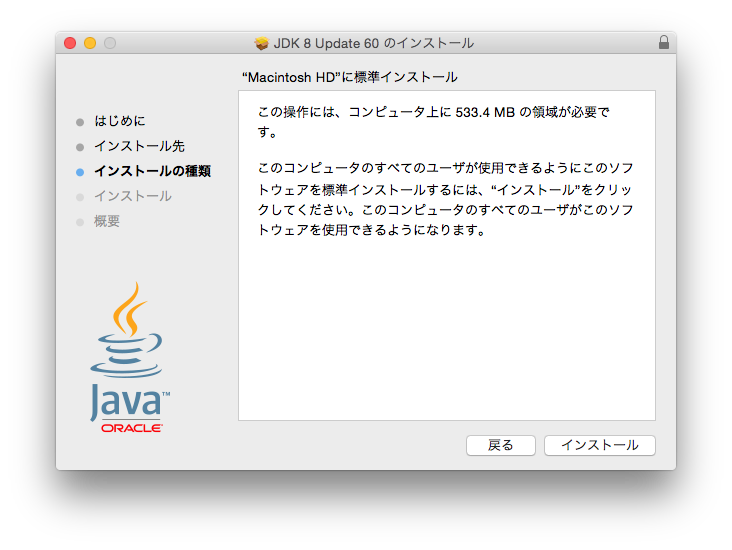 JDK 8 Update 60 のインストール
“Macintosh HD”に標準インストール
はじめに
インストール先
インストールの種類
インストール
概要
この操作には、コンピュータ上に 533.4 MB の領域が必要で
す。
このコンピュータのすべてのユーザが使用できるようにこのソフ
トウェアを標準インストールするには、“インストール”をクリッ
クしてください。このコンピュータのすべてのユーザがこのソフ
トウェアを使用できるようになります。
Java™
ORACLE
戻る
インストール